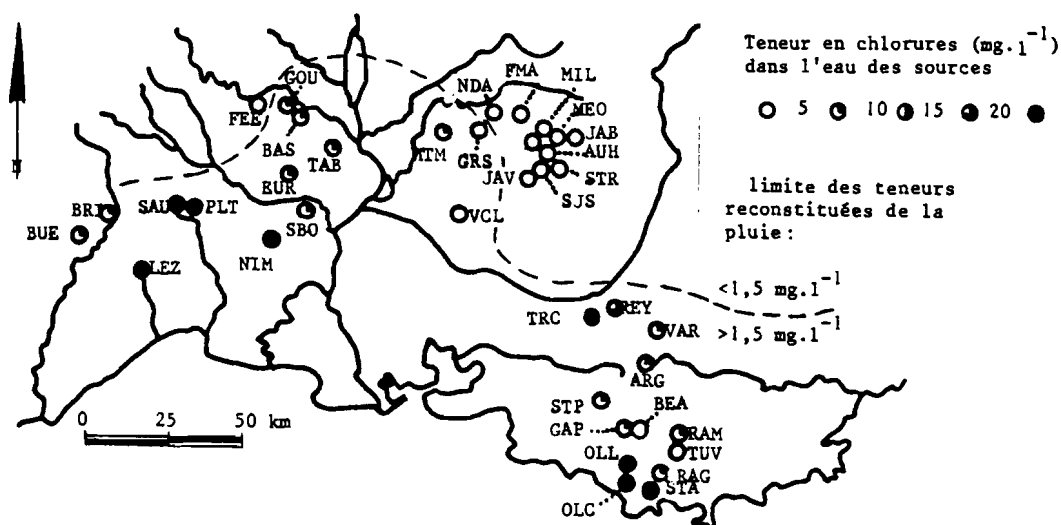 Teneur en chlorures (mg.l⁻¹)
dans l'eau des sources
5 10 15 20
limite des teneurs
reconstituées de la
pluie :
<1,5 mg.l⁻¹
>1,5 mg.l⁻¹
GOU
FEE
BAS
TAB
EUR
SBO
BRI
BUE
SAU
PLT
NIM
LEZ
NDA
FMA
MIL
MEO
JAB
AUH
STR
SJS
JAV
GRS
VCL
TRC
REY
VAR
ARG
STP
BEA
GAP
RAM
TUV
OLL
RAG
STA
OLC
0 25 50 km
N